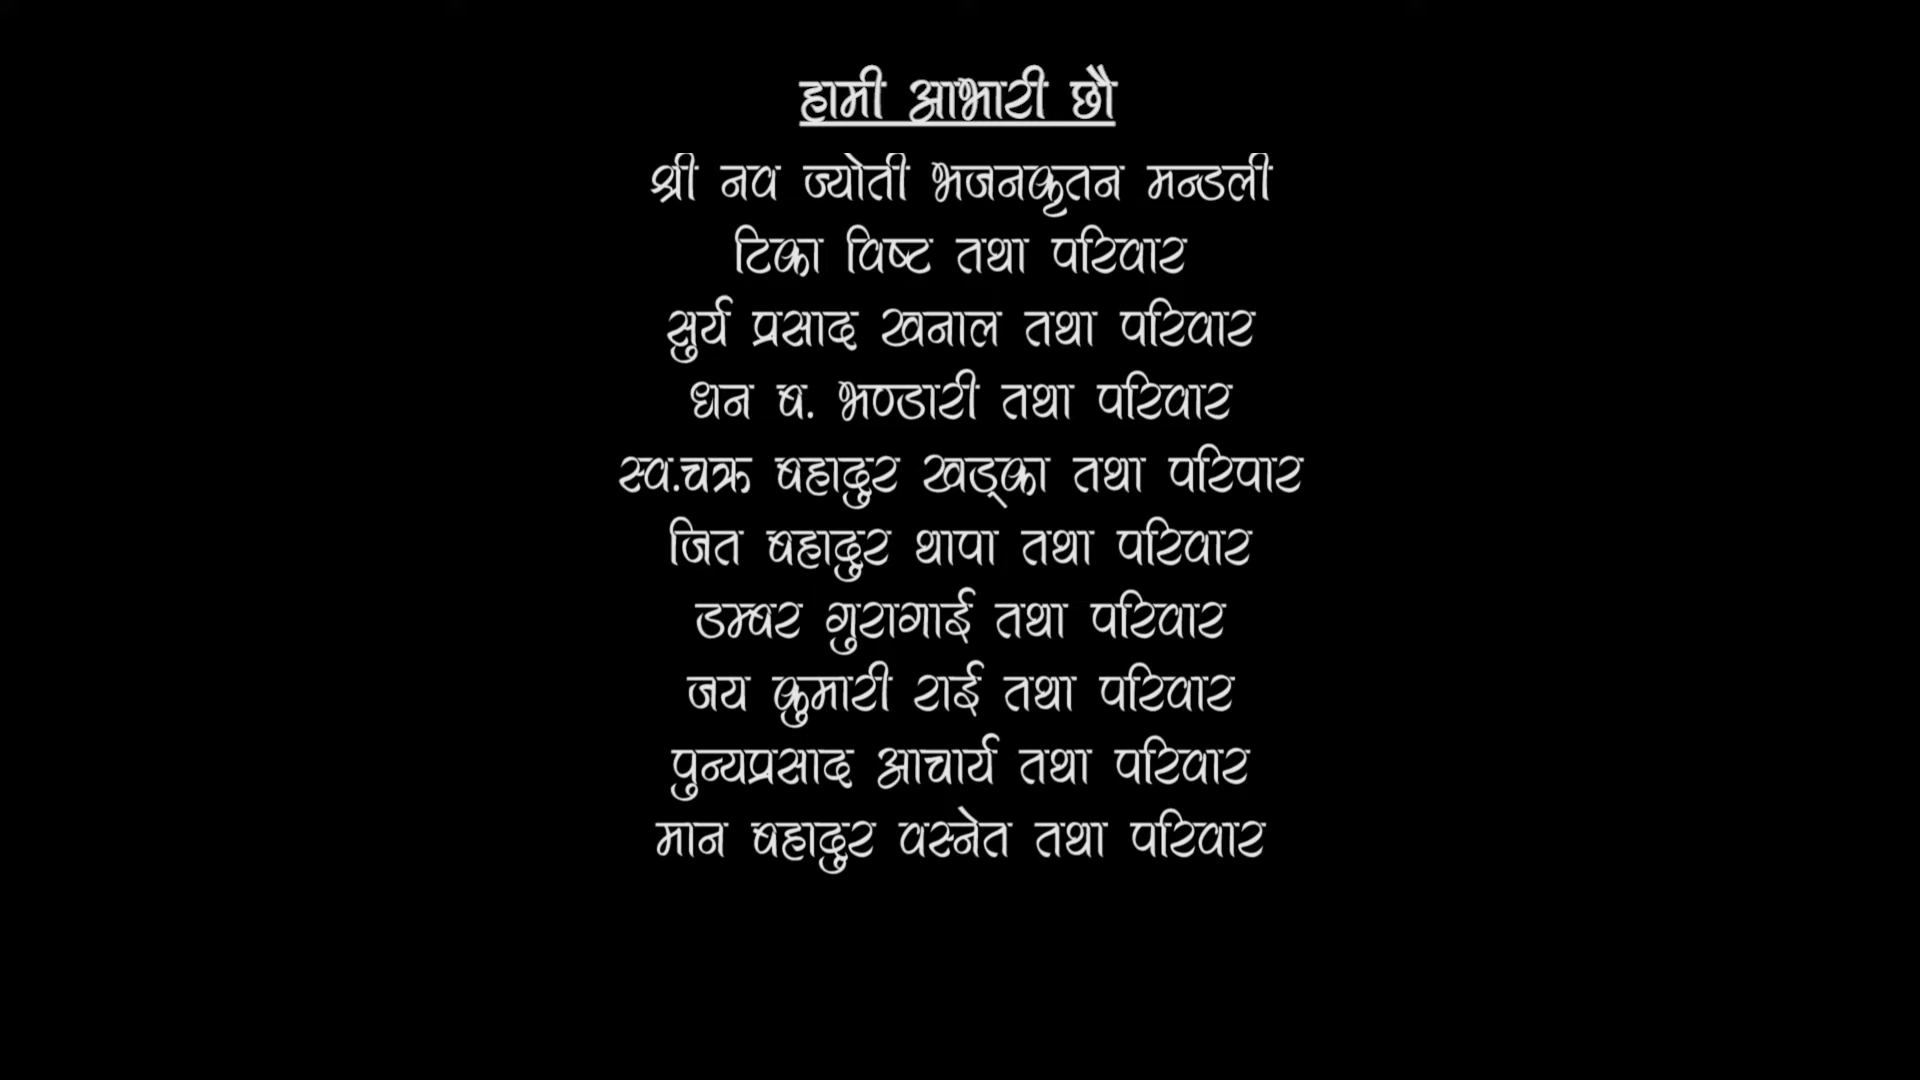 हामी आभारी छौ
श्री नव ज्योती भजनकृतन मन्डली
टिका विष्ट तथा परिवार
सुर्य प्रसाद खनाल तथा परिवार
धन ब. भण्डारी तथा परिवार
स्व.चक्र बहादुर खड्का तथा परिपार
जित बहादुर थापा तथा परिवार
डम्बर गुरागाई तथा परिवार
जय कुमारी राई तथा परिवार
पुन्यप्रसाद आचार्य तथा परिवार
मान बहादुर वस्नेत तथा परिवार